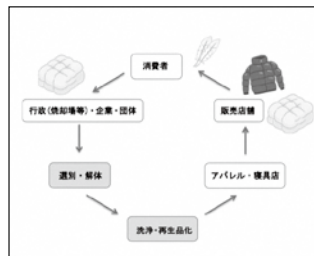 消費者
行政(焼却場等)・企業・団体
販売店舗
選別・解体
アパレル・寝具店
洗浄・再生品化